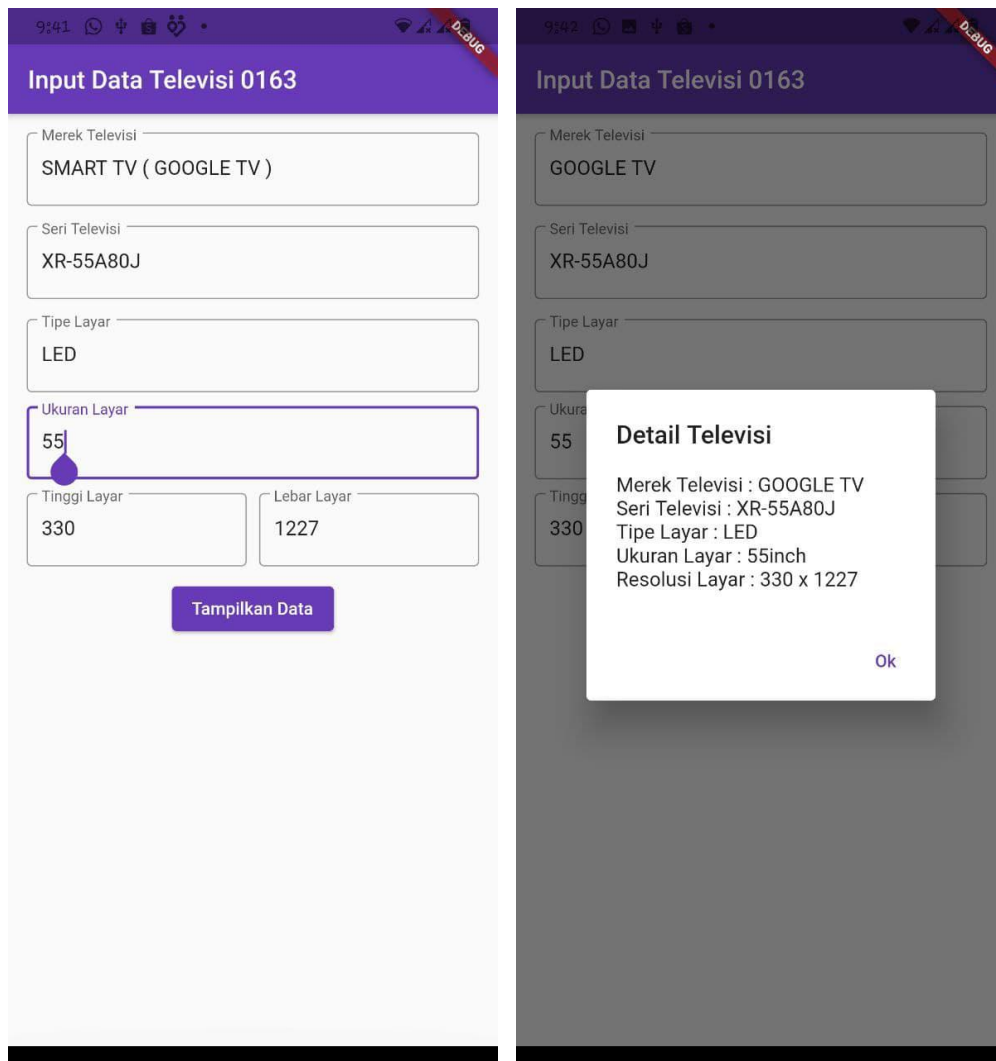 9:41
DEBUG
Input Data Televisi 0163
Merek Televisi
SMART TV ( GOOGLE TV )
Seri Televisi
XR-55A80J
Tipe Layar
LED
Ukuran Layar
55
Tinggi Layar
330
Lebar Layar
1227
Tampilkan Data
9:42
DEBUG
Input Data Televisi 0163
Merek Televisi
GOOGLE TV
Seri Televisi
XR-55A80J
Tipe Layar
LED
Ukura
55
Tingg
330
Detail Televisi
Merek Televisi : GOOGLE TV
Seri Televisi : XR-55A80J
Tipe Layar : LED
Ukuran Layar : 55inch
Resolusi Layar : 330 x 1227
Ok